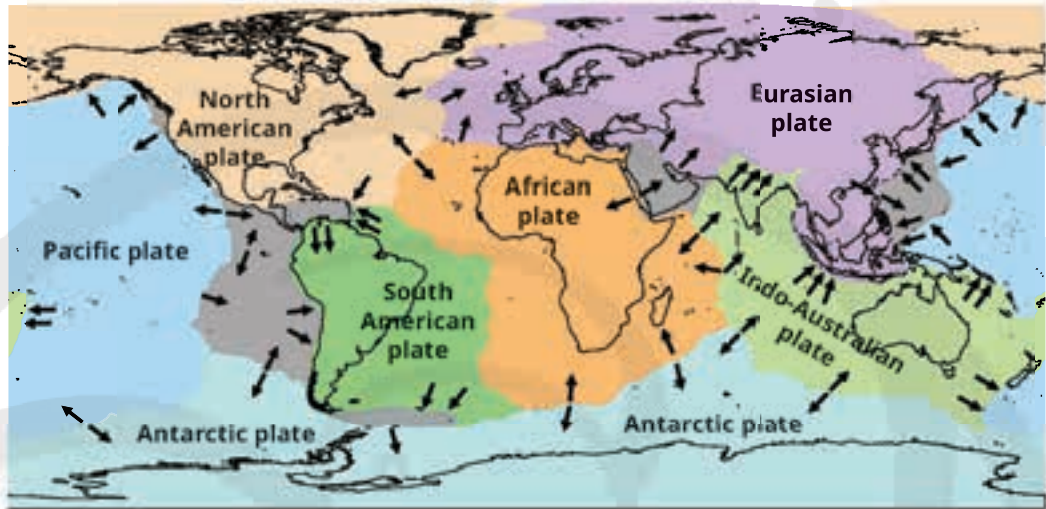 North
American
plate
Eurasian
plate
African
plate
Pacific plate
South
American
plate
Indo-Australian
plate
Antarctic plate
Antarctic plate